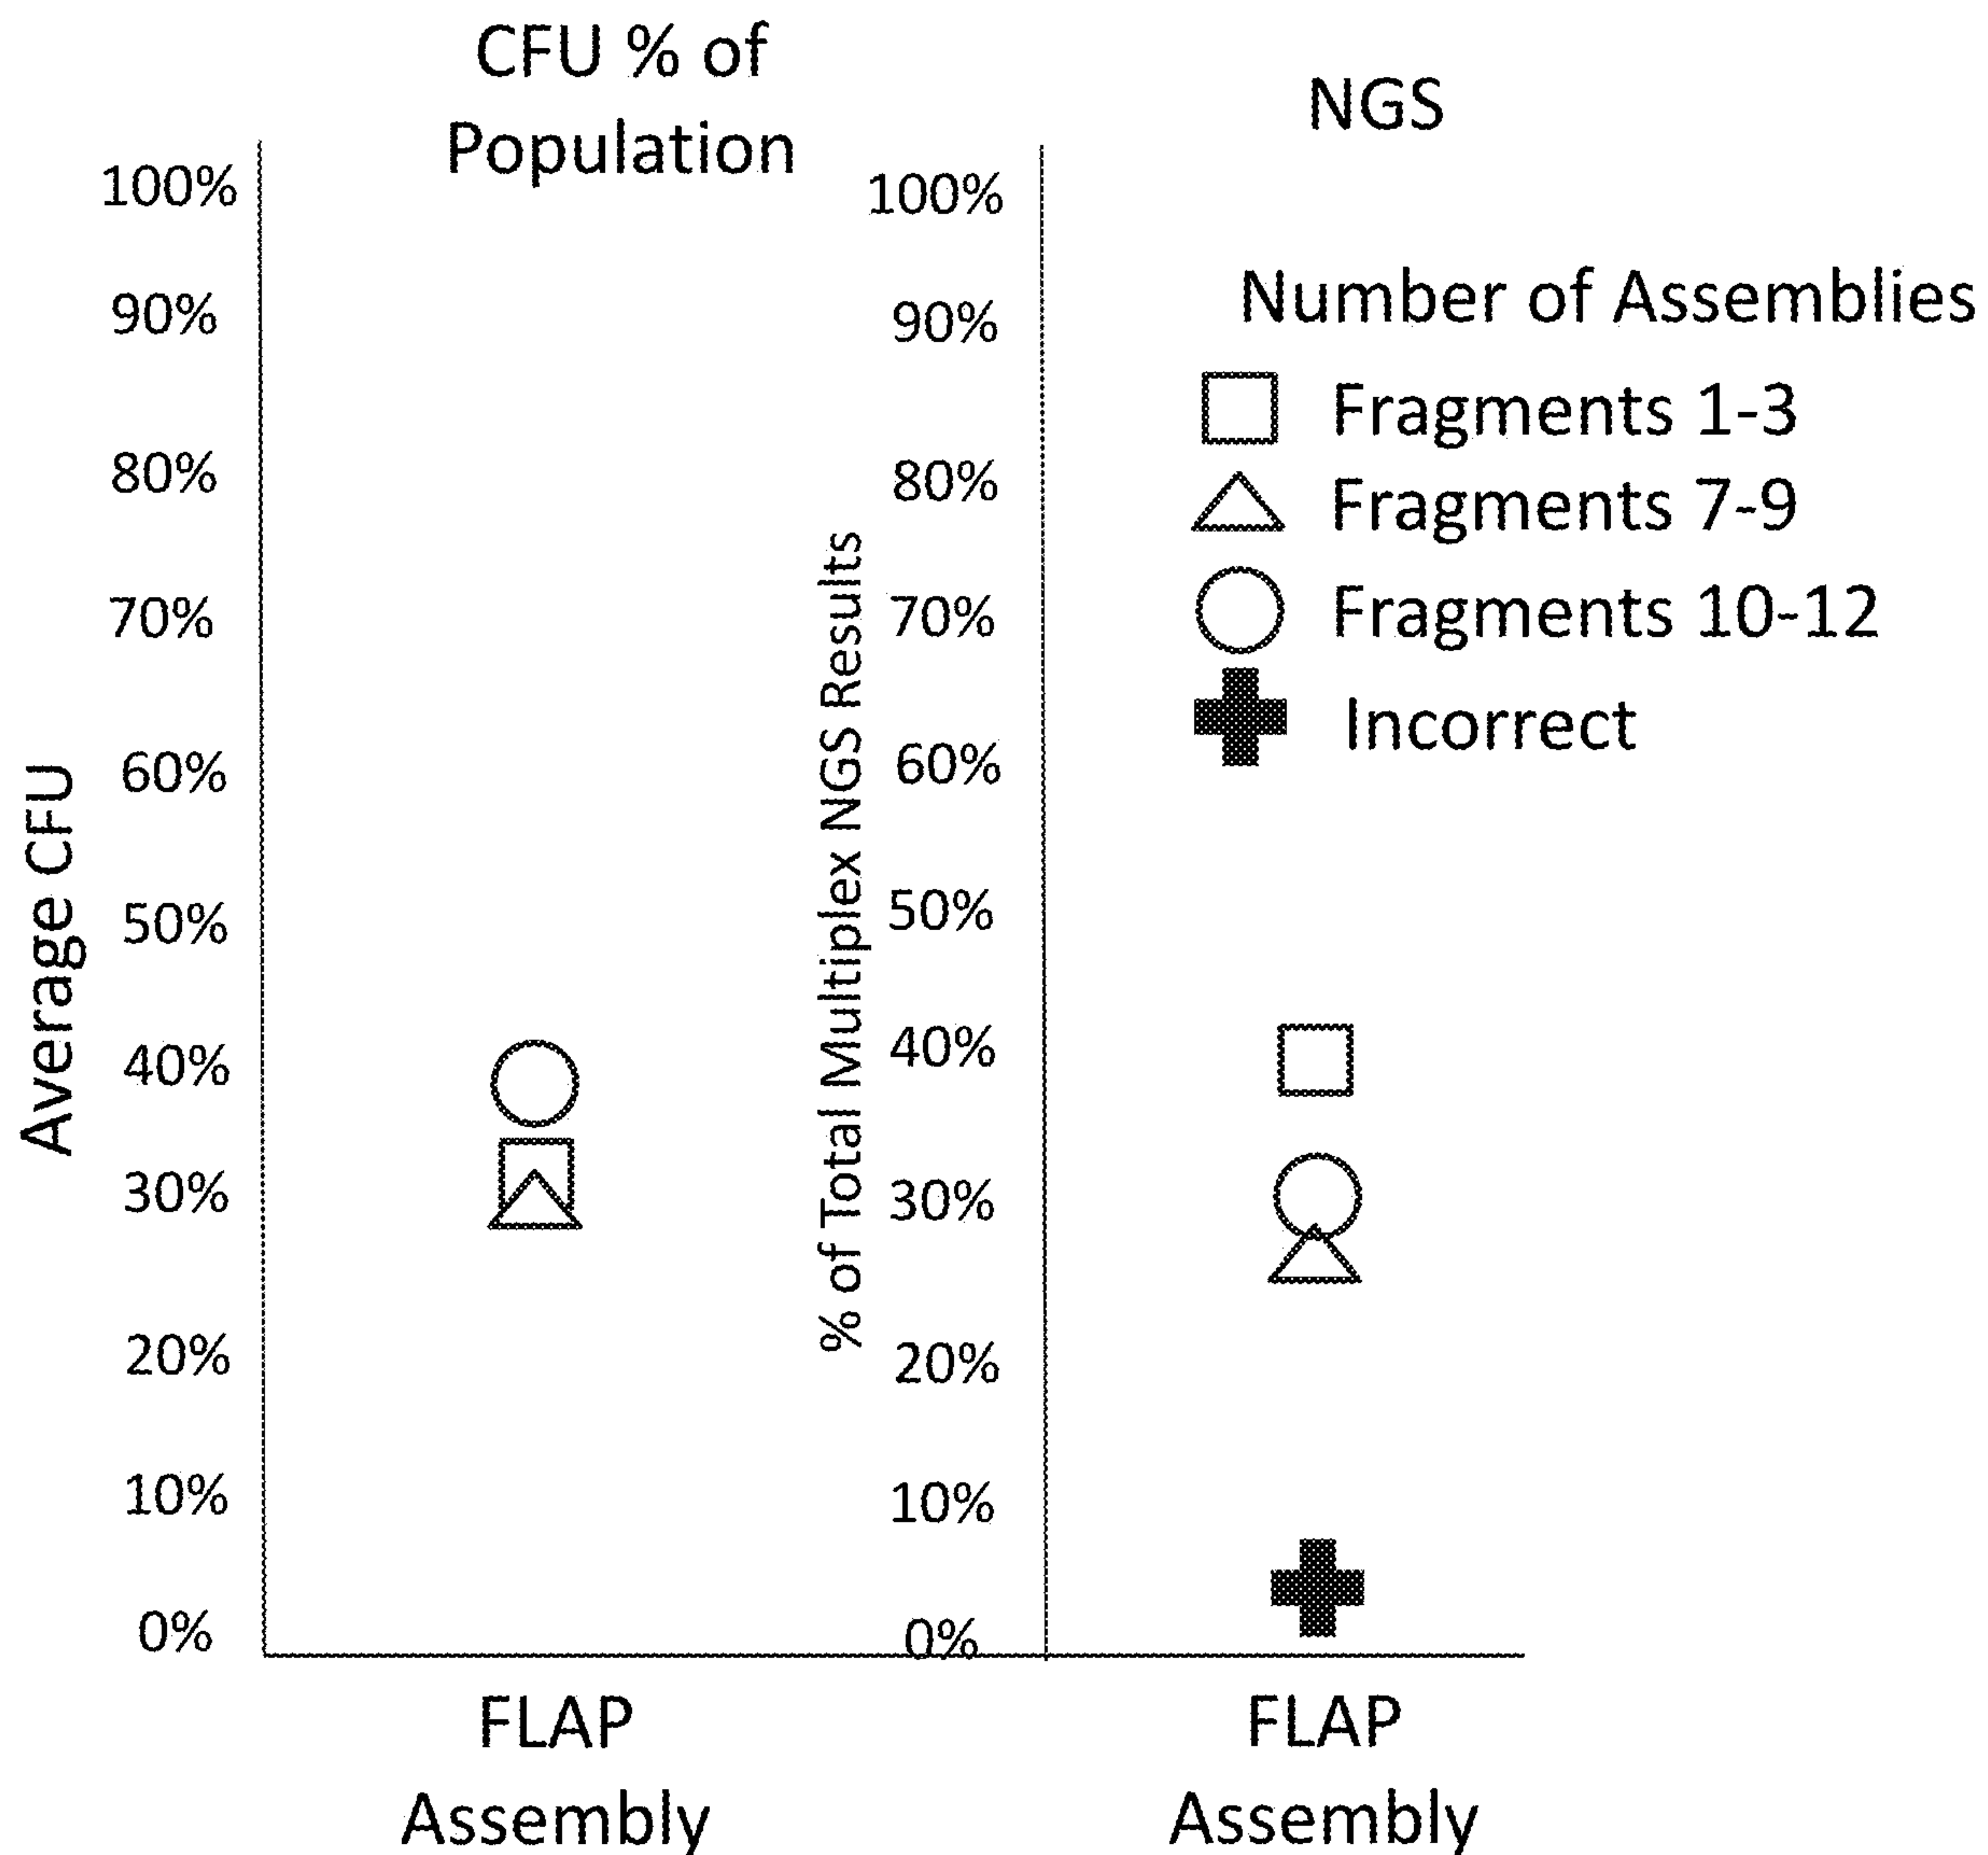 CFU % of
Population
Average CFU
100%
90%
80%
70%
60%
50%
40%
30%
20%
10%
0%
FLAP
Assembly
NGS
% of Total Multiplex NGS Results
100%
90%
80%
70%
60%
50%
40%
30%
20%
10%
0%
Number of Assemblies
Fragments 1-3
Fragments 7-9
Fragments 10-12
Incorrect
FLAP
Assembly